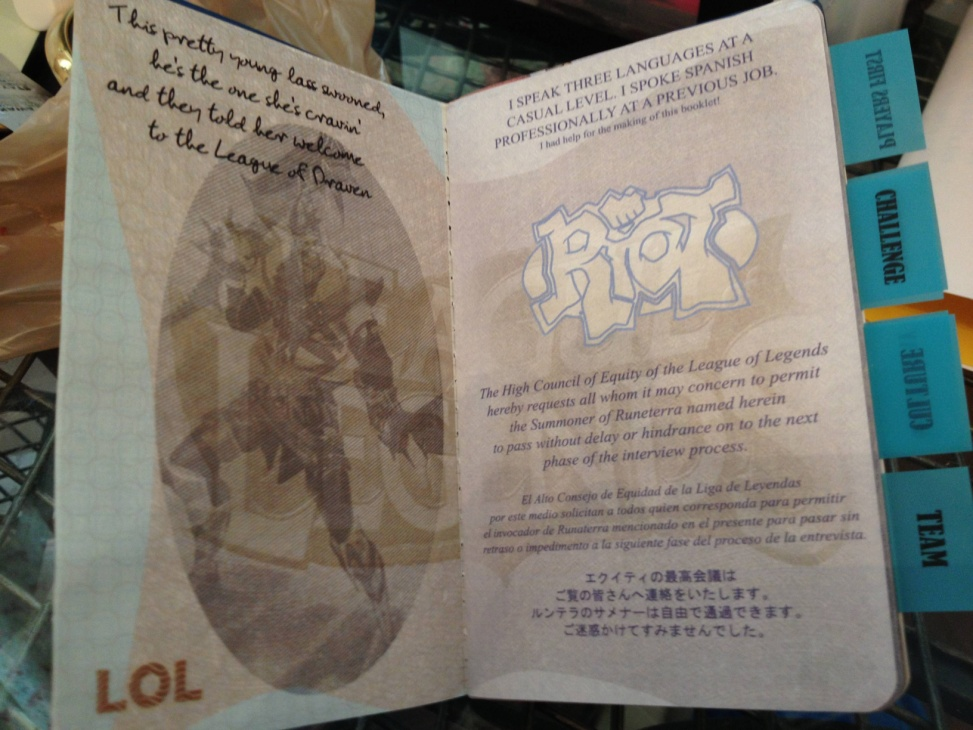 This pretty young lass swooned,
he's the one she's cravin'
and they told her welcome
to the League of Draven
LOL
I SPEAK THREE LANGUAGES AT A
CASUAL LEVEL. I SPOKE SPANISH
PROFESSIONALLY AT A PREVIOUS JOB.
I had help for the making of this booklet!
RIOT
The High Council of Equity of the League of Legends
hereby requests all whom it may concern to permit
the Summoner of Runeterra named herein
to pass without delay or hindrance on to the next
phase of the interview process.
El Alto Consejo de Equidad de la Liga de Leyendas
por este medio solicitan a todos quien corresponda para permitir
el invocador de Runaterra mencionado en el presente para pasar sin
retraso o impedimento a la siguiente fase del proceso de la entrevista.
エクイティの最高会議は
ご覧の皆さんへ連絡をいたします。
ルンテラのサメナーは自由で通過できます。
ご迷惑かけてすみませんでした。
PLAYERS FIRST
CHALLENGE
CULTURE
TEAM